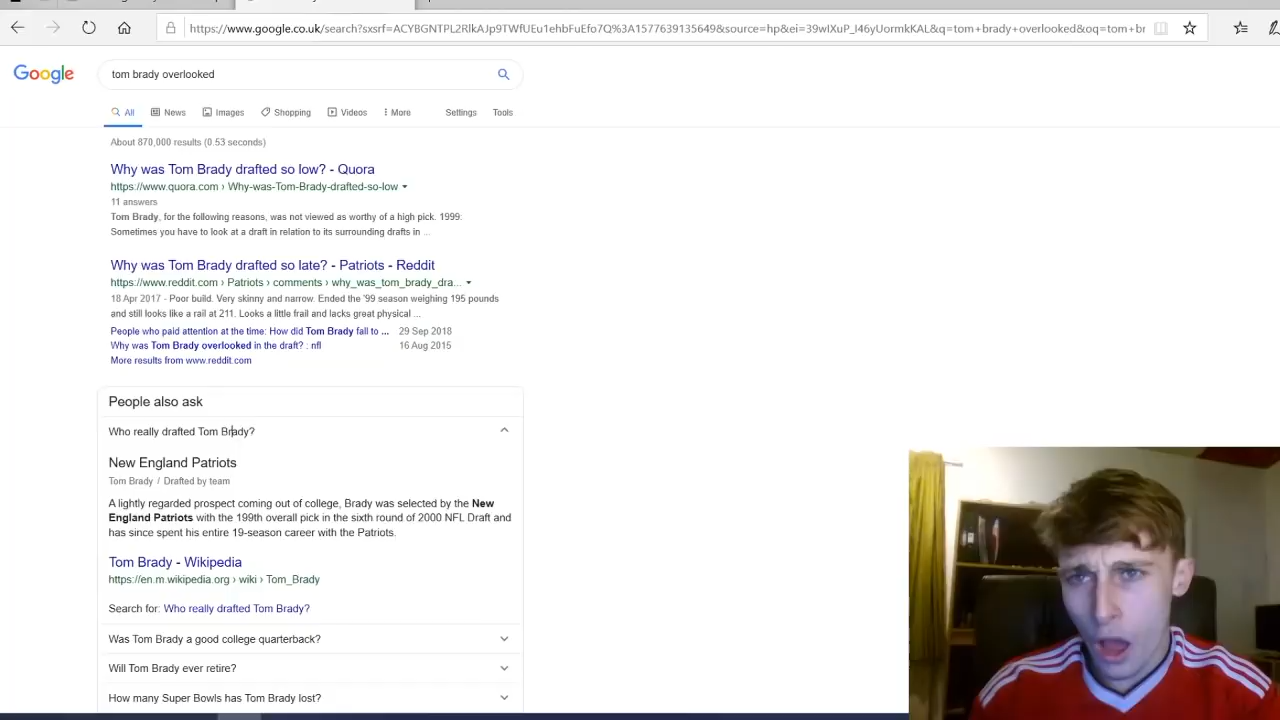 https://www.google.co.uk/search?sxsrf=ACYBGNTPL2RlkAJp9TWfUEu1ehbFuEfo7Q%3A1577639135649&source=hp&ei=39wIXuP_I46yUormkKAL&q=tom+brady+overlooked&oq=tom+br
Google
tom brady overlooked
All News Images Shopping Videos More Settings Tools
About 870,000 results (0.53 seconds)
Why was Tom Brady drafted so low? - Quora
https://www.quora.com › Why-was-Tom-Brady-drafted-so-low
11 answers
Tom Brady, for the following reasons, was not viewed as worthy of a high pick. 1999:
Sometimes you have to look at a draft in relation to its surrounding drafts in ...
Why was Tom Brady drafted so late? - Patriots - Reddit
https://www.reddit.com › Patriots › comments › why_was_tom_brady_dra...
18 Apr 2017 - Poor build. Very skinny and narrow. Ended the '99 season weighing 195 pounds
and still looks like a rail at 211. Looks a little frail and lacks great physical ...
People who paid attention at the time: How did Tom Brady fall to ... 29 Sep 2018
Why was Tom Brady overlooked in the draft? : nfl 16 Aug 2015
More results from www.reddit.com
People also ask
Who really drafted Tom Brady?
New England Patriots
Tom Brady / Drafted by team
A lightly regarded prospect coming out of college, Brady was selected by the New
England Patriots with the 199th overall pick in the sixth round of 2000 NFL Draft and
has since spent his entire 19-season career with the Patriots.
Tom Brady - Wikipedia
https://en.m.wikipedia.org › wiki › Tom_Brady
Search for: Who really drafted Tom Brady?
Was Tom Brady a good college quarterback?
Will Tom Brady ever retire?
How many Super Bowls has Tom Brady lost?